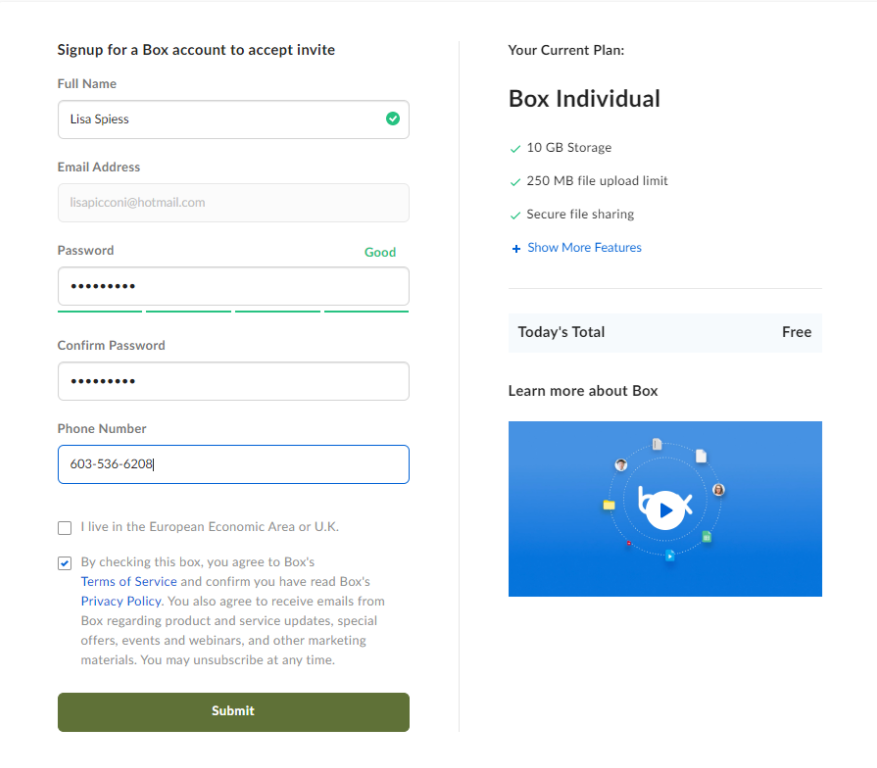 Signup for a Box account to accept invite
Full Name
Lisa Spiess
Email Address
lisapicconi@hotmail.com
Password Good
•••••••••
Confirm Password
•••••••••
Phone Number
603-536-6208
I live in the European Economic Area or U.K.
By checking this box, you agree to Box's
Terms of Service and confirm you have read Box's
Privacy Policy. You also agree to receive emails from
Box regarding product and service updates, special
offers, events and webinars, and other marketing
materials. You may unsubscribe at any time.
Submit
Your Current Plan:
Box Individual
10 GB Storage
250 MB file upload limit
Secure file sharing
+ Show More Features
Today's Total Free
Learn more about Box
box